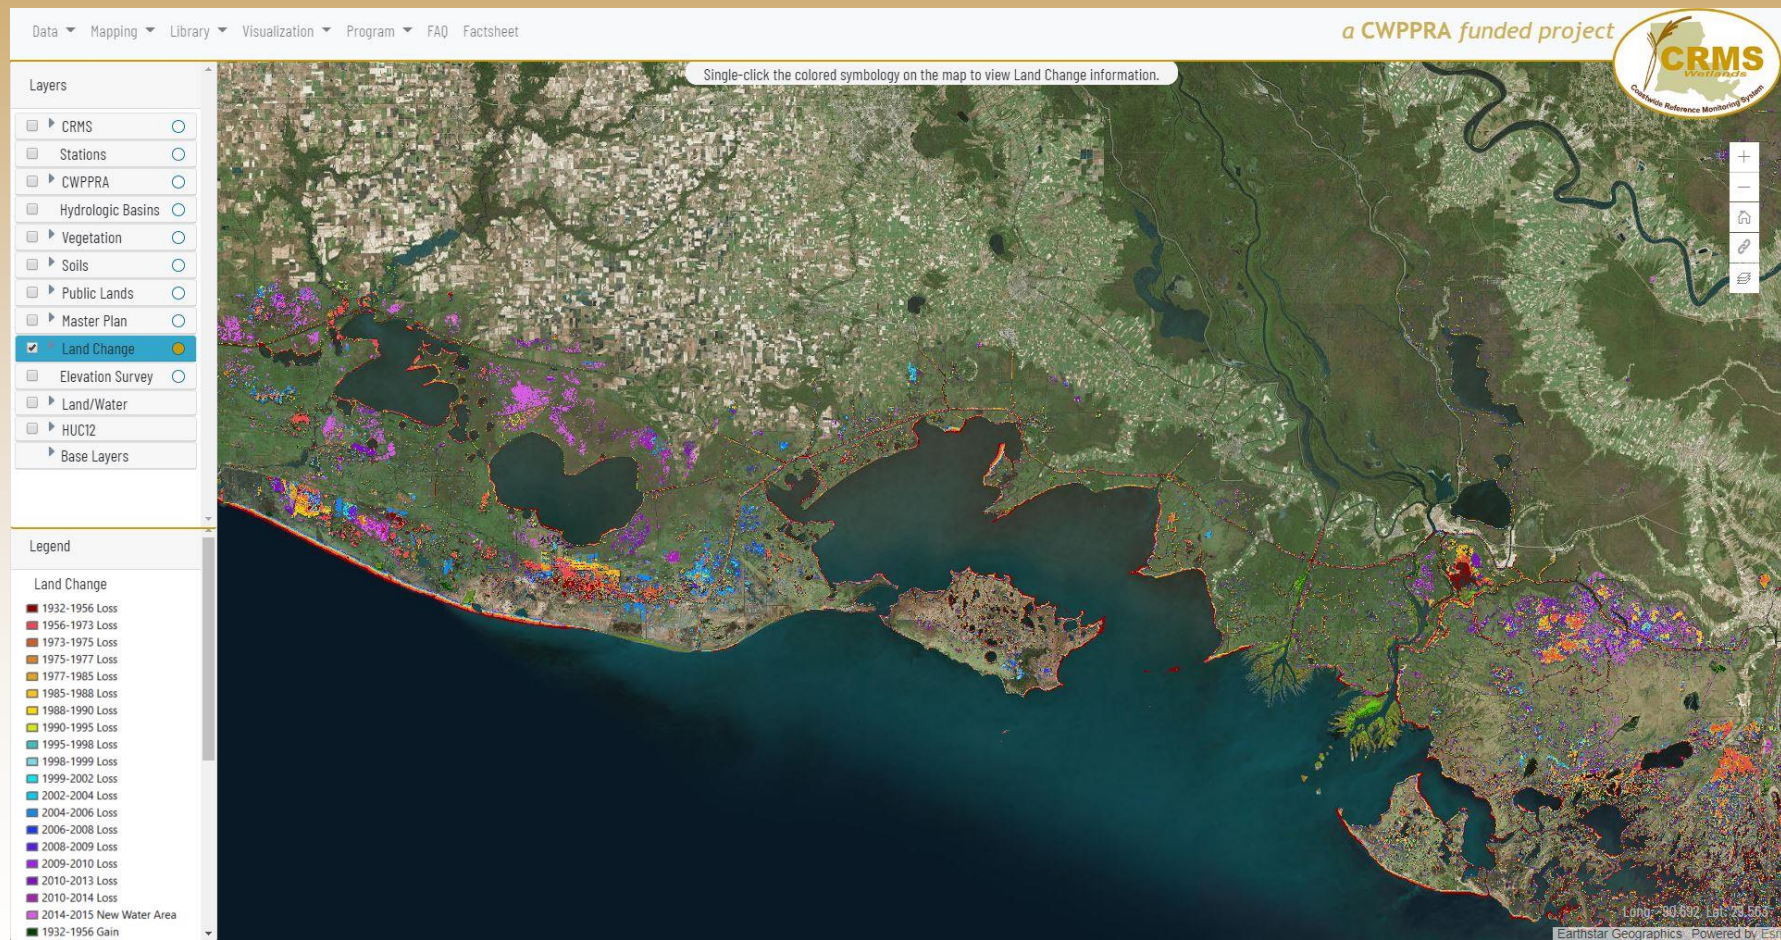 Data Mapping Library Visualization Program FAQ Factsheet
a CWPPRA funded project
CRMS
Wetlands
Coastwide Reference Monitoring System
Single-click the colored symbology on the map to view Land Change information.
Layers
CRMS
Stations
CWPPRA
Hydrologic Basins
Vegetation
Soils
Public Lands
Master Plan
Land Change
Elevation Survey
Land/Water
HUC12
Base Layers
Legend
Land Change
1932-1956 Loss
1956-1973 Loss
1973-1975 Loss
1975-1977 Loss
1977-1985 Loss
1985-1988 Loss
1988-1990 Loss
1990-1995 Loss
1995-1998 Loss
1998-1999 Loss
1999-2002 Loss
2002-2004 Loss
2004-2006 Loss
2006-2008 Loss
2008-2009 Loss
2009-2010 Loss
2010-2013 Loss
2010-2014 Loss
2014-2015 New Water Area
1932-1956 Gain
Long: -90.692, Lat: 29.563
Earthstar Geographics Powered by Esri